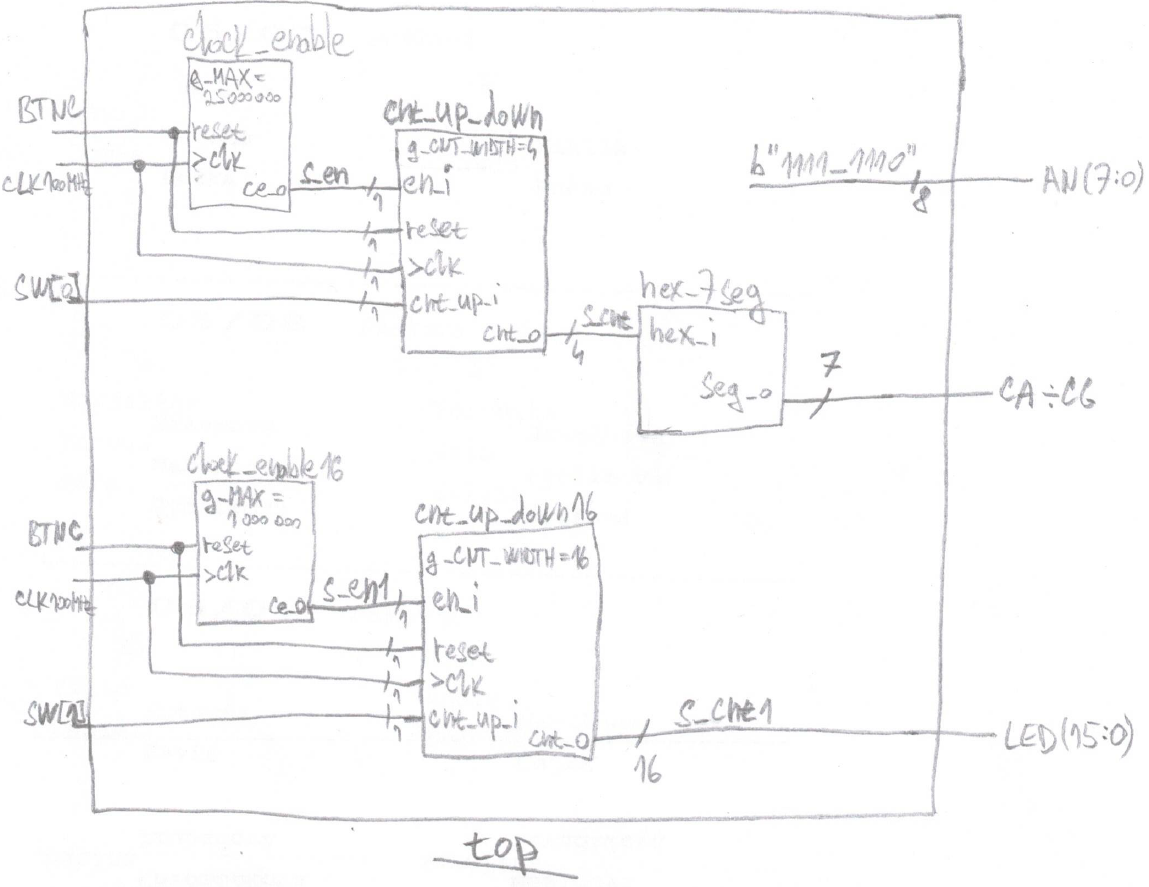 clock_enable
g_MAX =
25000000
BTNC
reset
>clk
CLK100MHz
ce_o
s_en
1
cnt_up_down
g_CNT_WIDTH=4
en_i
reset
1
>clk
1
SW[0]
cnt_up_i
1
cnt_o
4
s_cnt
b"1111_1110"
8
AN(7:0)
hex_7seg
hex_i
seg_o
7
CA÷CG
clock_enable16
g_MAX =
1000000
BTNC
reset
>clk
CLK100MHz
ce_o
s_en1
1
cnt_up_down16
g_CNT_WIDTH=16
en_i
reset
1
>clk
1
SW[1]
cnt_up_i
1
cnt_o
16
s_cnt1
LED(15:0)
top